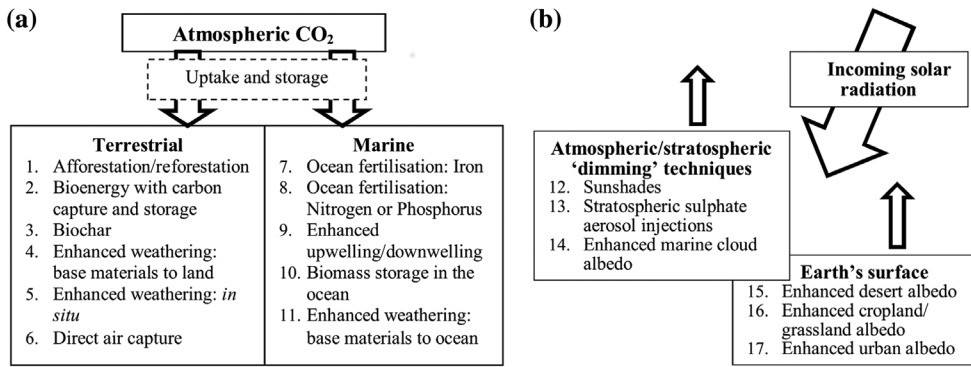 (a)
Atmospheric CO₂
Uptake and storage
Terrestrial
1. Afforestation/reforestation
2. Bioenergy with carbon
capture and storage
3. Biochar
4. Enhanced weathering:
base materials to land
5. Enhanced weathering: in
situ
6. Direct air capture
Marine
7. Ocean fertilisation: Iron
8. Ocean fertilisation:
Nitrogen or Phosphorus
9. Enhanced
upwelling/downwelling
10. Biomass storage in the
ocean
11. Enhanced weathering:
base materials to ocean
(b)
Incoming solar
radiation
Atmospheric/stratospheric
‘dimming’ techniques
12. Sunshades
13. Stratospheric sulphate
aerosol injections
14. Enhanced marine cloud
albedo
Earth’s surface
15. Enhanced desert albedo
16. Enhanced cropland/
grassland albedo
17. Enhanced urban albedo